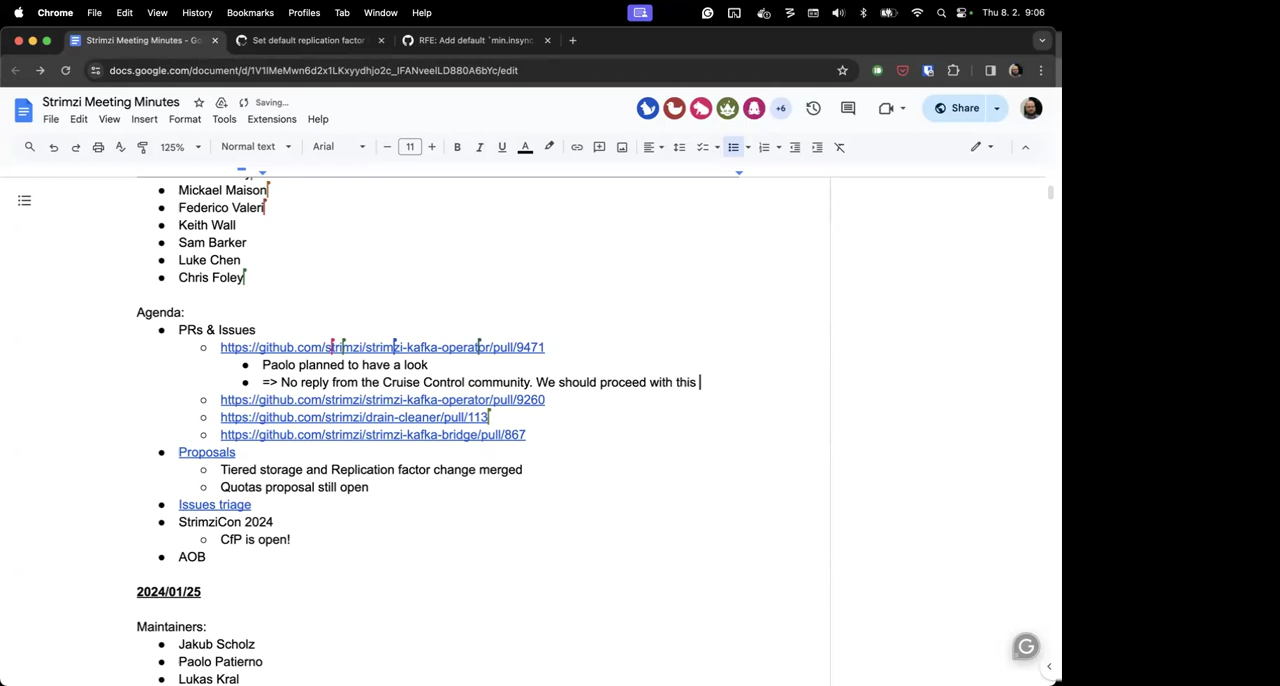 Chrome File Edit View History Bookmarks Profiles Tab Window Help Thu 8. 2. 9:06
Strimzi Meeting Minutes - Go Set default replication factor RFE: Add default `min.insync
docs.google.com/document/d/1V1lMeMwn6d2x1LKxyydhjo2c_lFANveelLD880A6bYc/edit
Strimzi Meeting Minutes Saving...
+6 Share
File Edit View Insert Format Tools Extensions Help
125% Normal text Arial 11 B I U A
Mickael Maison
Federico Valeri
Keith Wall
Sam Barker
Luke Chen
Chris Foley
Agenda:
PRs & Issues
https://github.com/strimzi/strimzi-kafka-operator/pull/9471
Paolo planned to have a look
=> No reply from the Cruise Control community. We should proceed with this
https://github.com/strimzi/strimzi-kafka-operator/pull/9260
https://github.com/strimzi/drain-cleaner/pull/113
https://github.com/strimzi/strimzi-kafka-bridge/pull/867
Proposals
Tiered storage and Replication factor change merged
Quotas proposal still open
Issues triage
StrimziCon 2024
CfP is open!
AOB
2024/01/25
Maintainers:
Jakub Scholz
Paolo Patierno
Lukas Kral